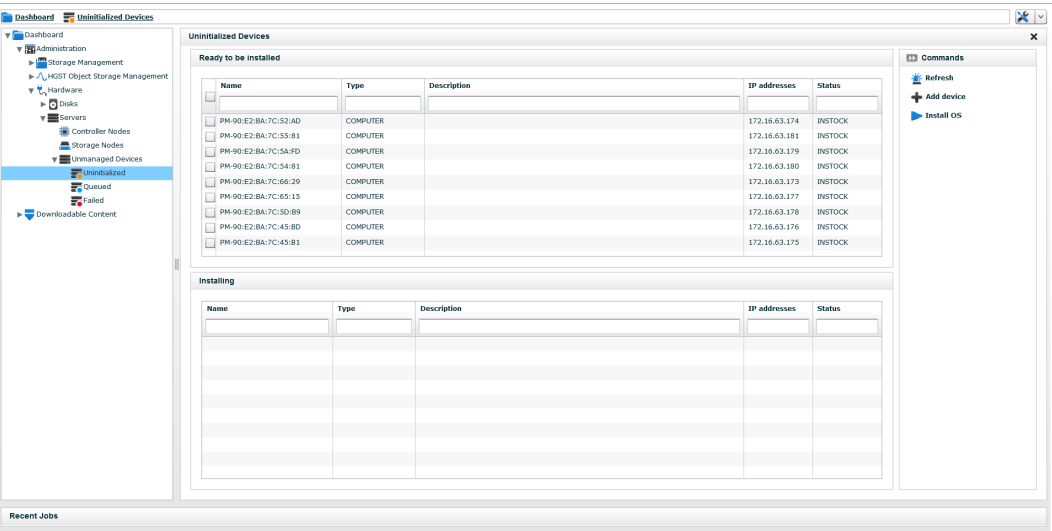 Dashboard Uninitialized Devices
Dashboard
Administration
Storage Management
HGST Object Storage Management
Hardware
Disks
Servers
Controller Nodes
Storage Nodes
Unmanaged Devices
Uninitialized
Queued
Failed
Downloadable Content
Uninitialized Devices
Ready to be installed
Name Type Description IP addresses Status
PM-90:E2:BA:7C:52:AD COMPUTER 172.16.63.174 INSTOCK
PM-90:E2:BA:7C:55:81 COMPUTER 172.16.63.181 INSTOCK
PM-90:E2:BA:7C:5A:FD COMPUTER 172.16.63.179 INSTOCK
PM-90:E2:BA:7C:54:81 COMPUTER 172.16.63.180 INSTOCK
PM-90:E2:BA:7C:66:29 COMPUTER 172.16.63.173 INSTOCK
PM-90:E2:BA:7C:65:15 COMPUTER 172.16.63.177 INSTOCK
PM-90:E2:BA:7C:5D:B9 COMPUTER 172.16.63.178 INSTOCK
PM-90:E2:BA:7C:45:BD COMPUTER 172.16.63.176 INSTOCK
PM-90:E2:BA:7C:45:B1 COMPUTER 172.16.63.175 INSTOCK
Installing
Name Type Description IP addresses Status
Commands
Refresh
Add device
Install OS
Recent Jobs